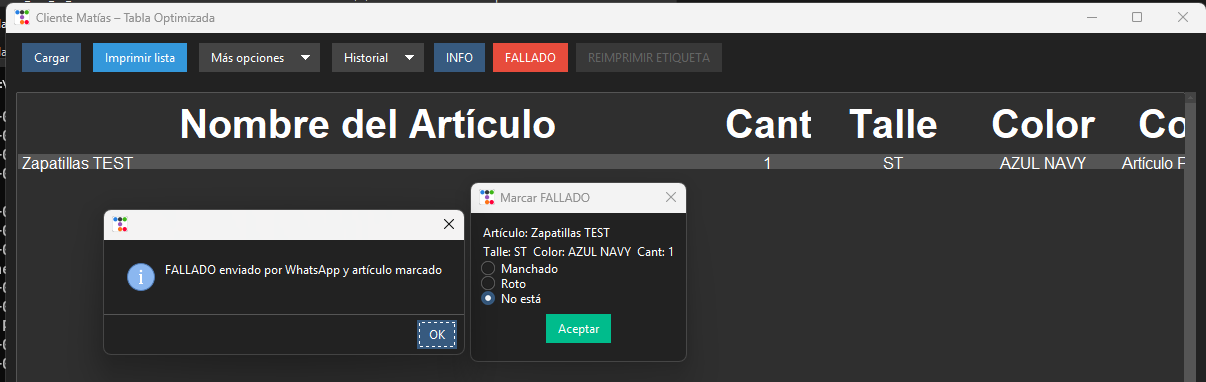 Cliente Matías – Tabla Optimizada
Cargar Imprimir lista Más opciones Historial INFO FALLADO REIMPRIMIR ETIQUETA
Nombre del Artículo Cant Talle Color Co
Zapatillas TEST 1 ST AZUL NAVY Artículo F
Marcar FALLADO
Artículo: Zapatillas TEST
Talle: ST Color: AZUL NAVY Cant: 1
Manchado
Roto
No está
Aceptar
FALLADO enviado por WhatsApp y artículo marcado
OK